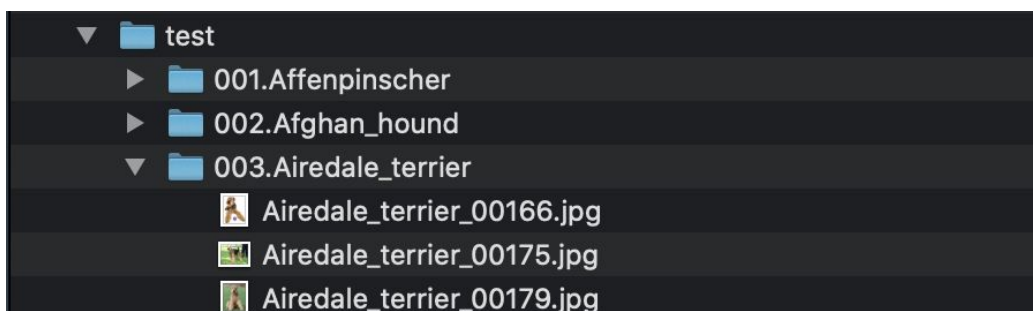 test
001.Affenpinscher
002.Afghan_hound
003.Airedale_terrier
Airedale_terrier_00166.jpg
Airedale_terrier_00175.jpg
Airedale_terrier_00179.jpg